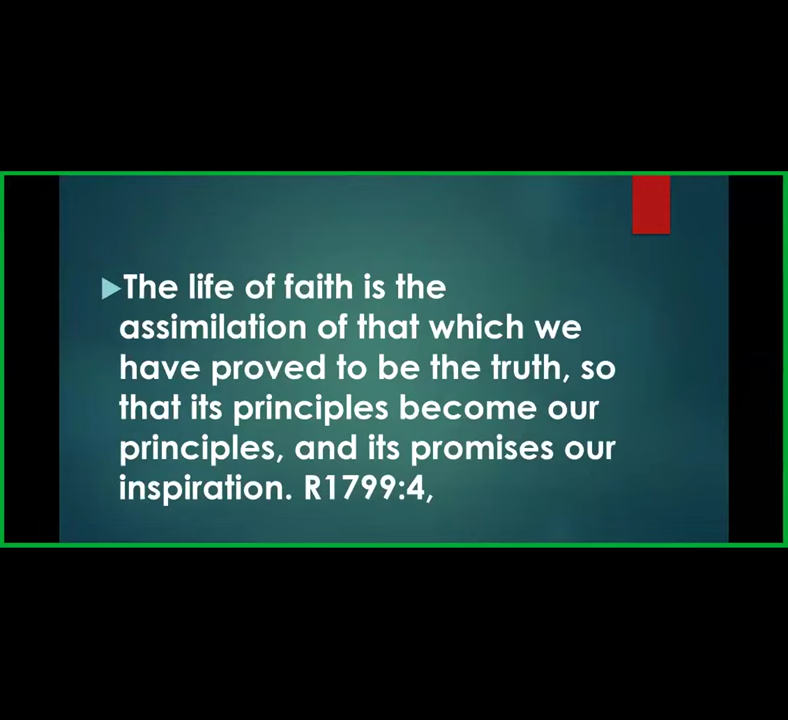 The life of faith is the
assimilation of that which we
have proved to be the truth, so
that its principles become our
principles, and its promises our
inspiration. R1799:4,